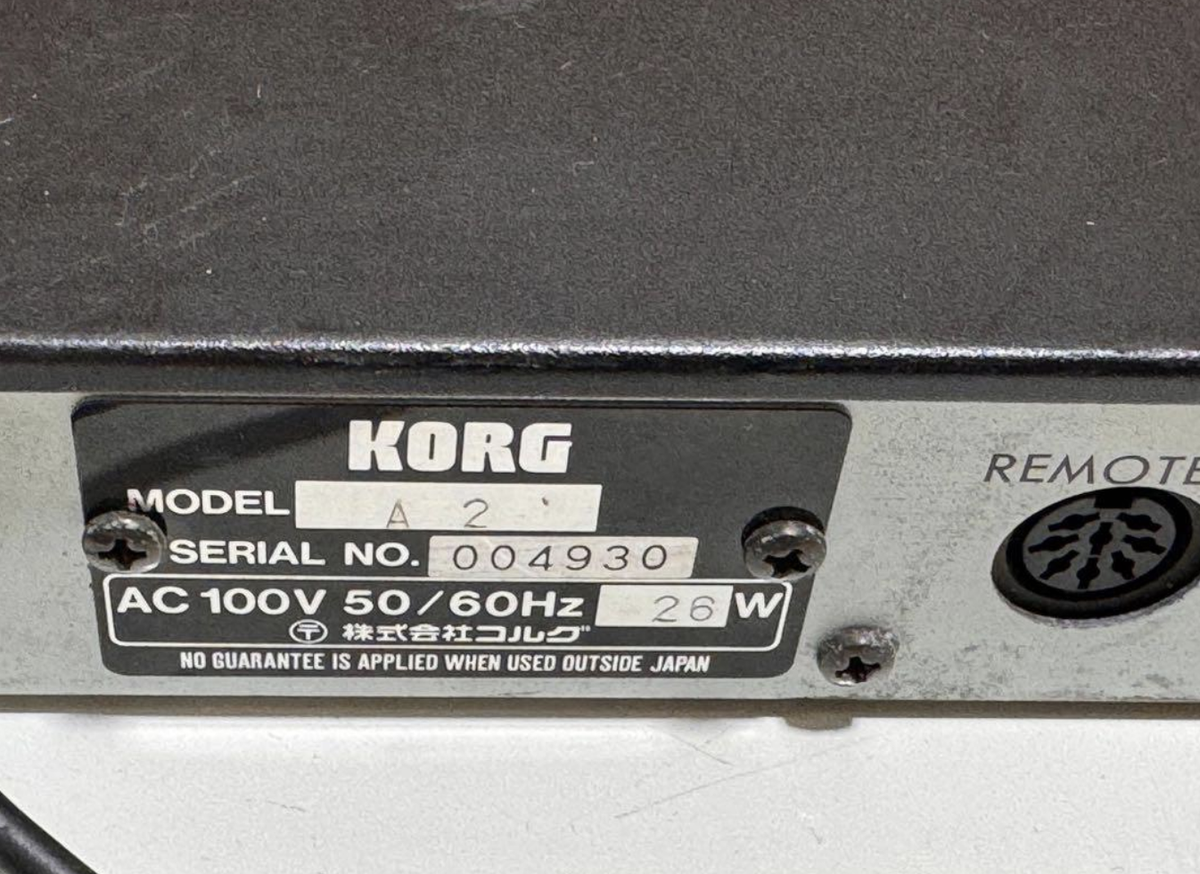 KORG
MODEL A 2
SERIAL NO. 004930
AC 100V 50/60Hz 26 W
〶 株式会社コルグ
NO GUARANTEE IS APPLIED WHEN USED OUTSIDE JAPAN
REMOTE